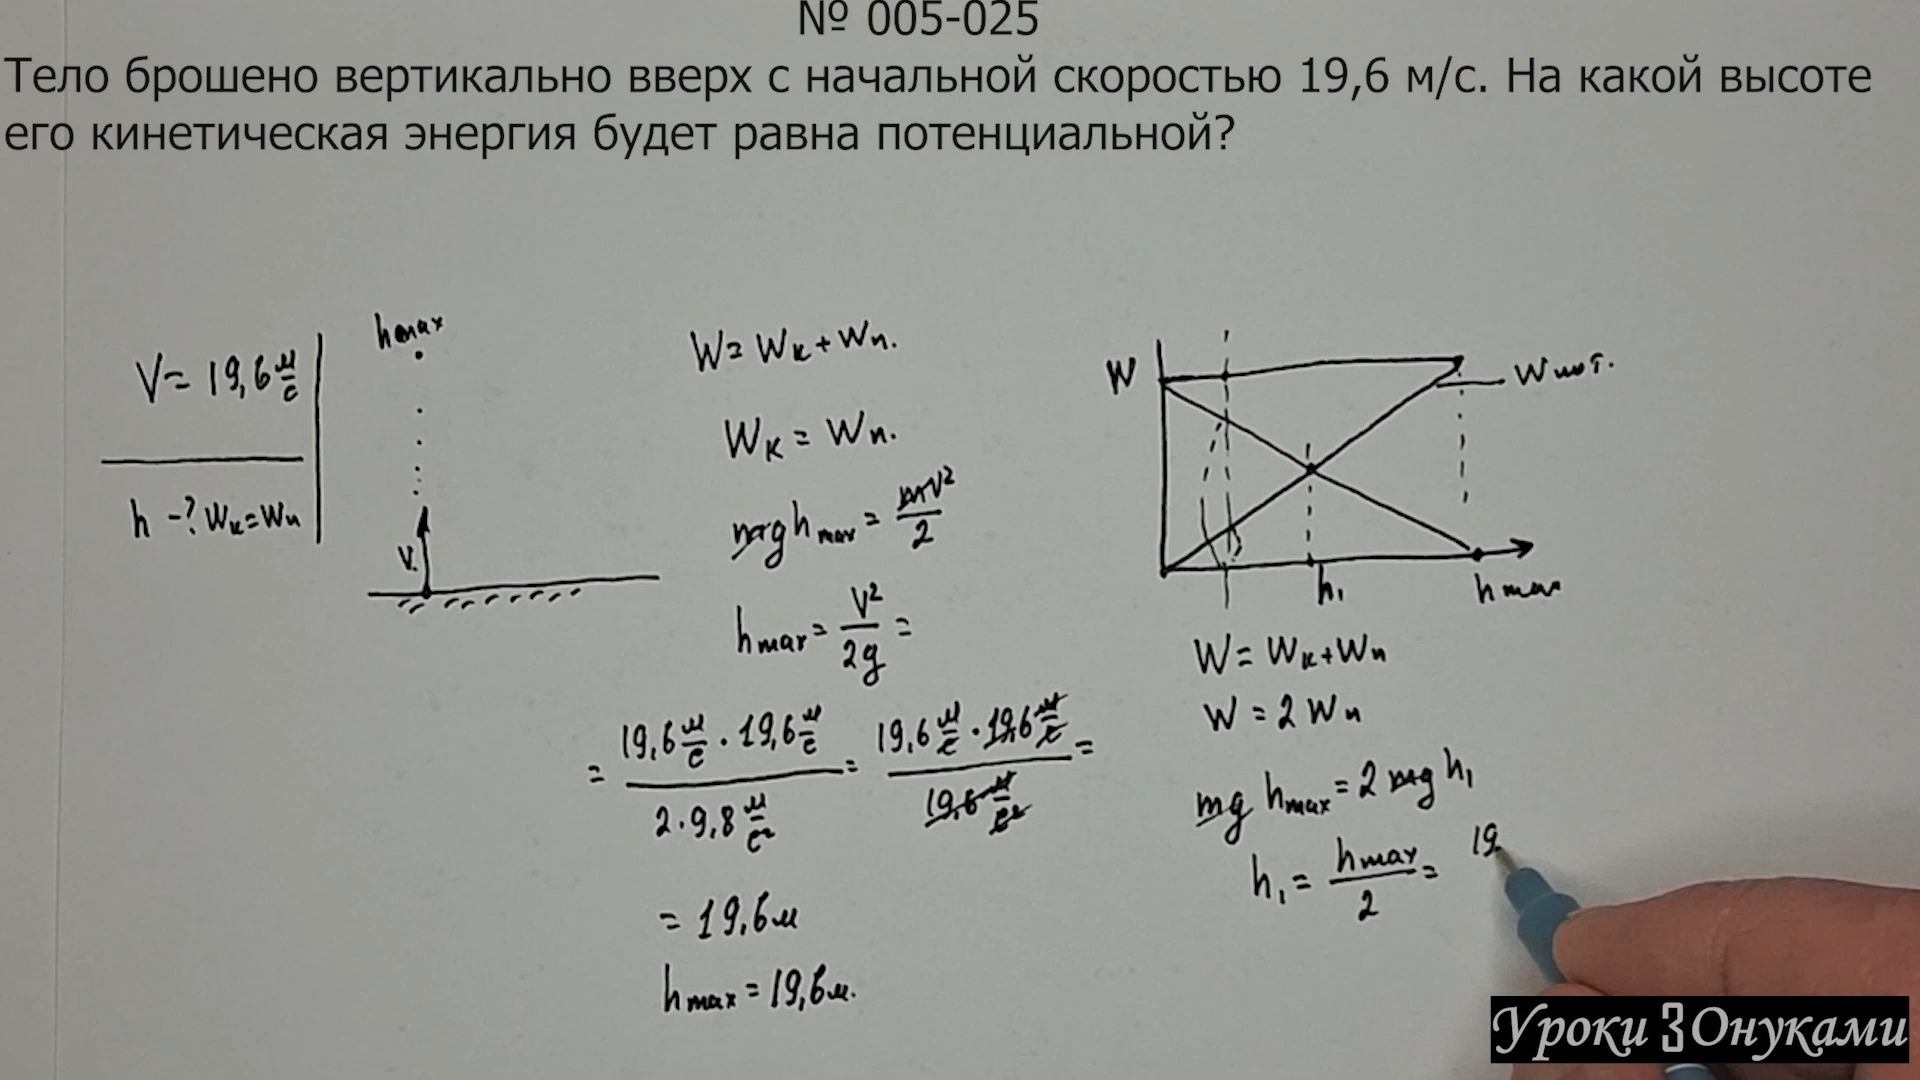 № 005-025
Тело брошено вертикально вверх с начальной скоростью 19,6 м/с. На какой высоте
его кинетическая энергия будет равна потенциальной?
V = 19,6 м/с
h -? Wк = Wп
hmax
V
W = Wк + Wп.
Wк = Wп.
mg hmax = mV²/2
hmax = V²/2g =
= 19,6 м/с · 19,6 м/с / 2 · 9,8 м/с² = 19,6 м/с · 19,6 м/с / 19,6 м/с² =
= 19,6 м
hmax = 19,6 м.
W
Wпот.
h₁
hmax
W = Wк + Wп
W = 2 Wп
mg hmax = 2 mg h₁
h₁ = hmax/2 = 19,
Уроки З Онуками